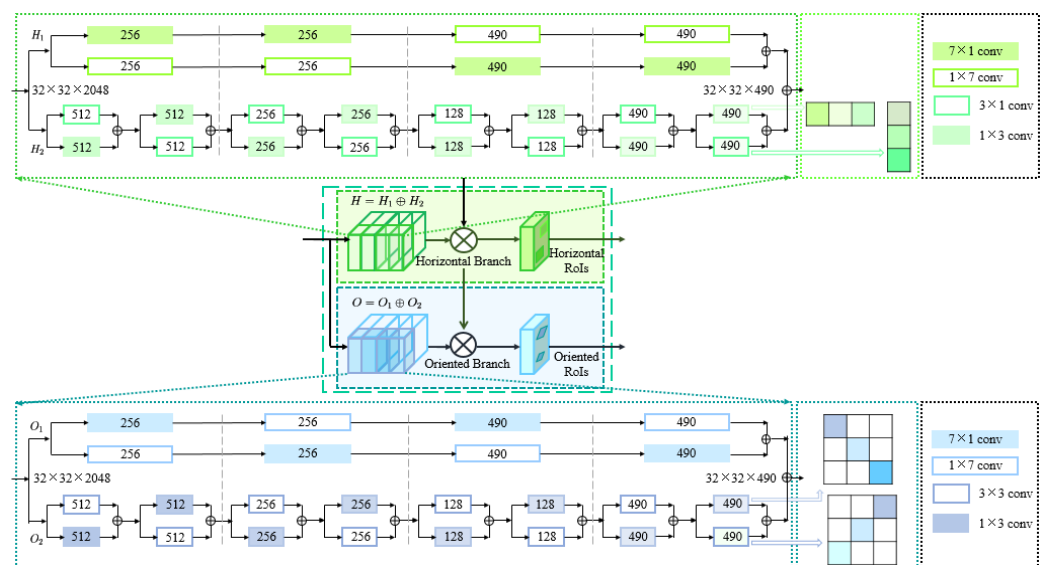 H₁ 256 256 490 490
256 256 490 490
32×32×2048 32×32×490
512 512 256 256 128 128 490 490
H₂ 512 512 256 256 128 128 490 490
7×1 conv
1×7 conv
3×1 conv
1×3 conv
H = H₁ ⊕ H₂
Horizontal Branch
Horizontal
RoIs
O = O₁ ⊕ O₂
Oriented Branch
Oriented
RoIs
O₁ 256 256 490 490
256 256 490 490
32×32×2048 32×32×490
512 512 256 256 128 128 490 490
O₂ 512 512 256 256 128 128 490 490
7×1 conv
1×7 conv
3×3 conv
1×3 conv